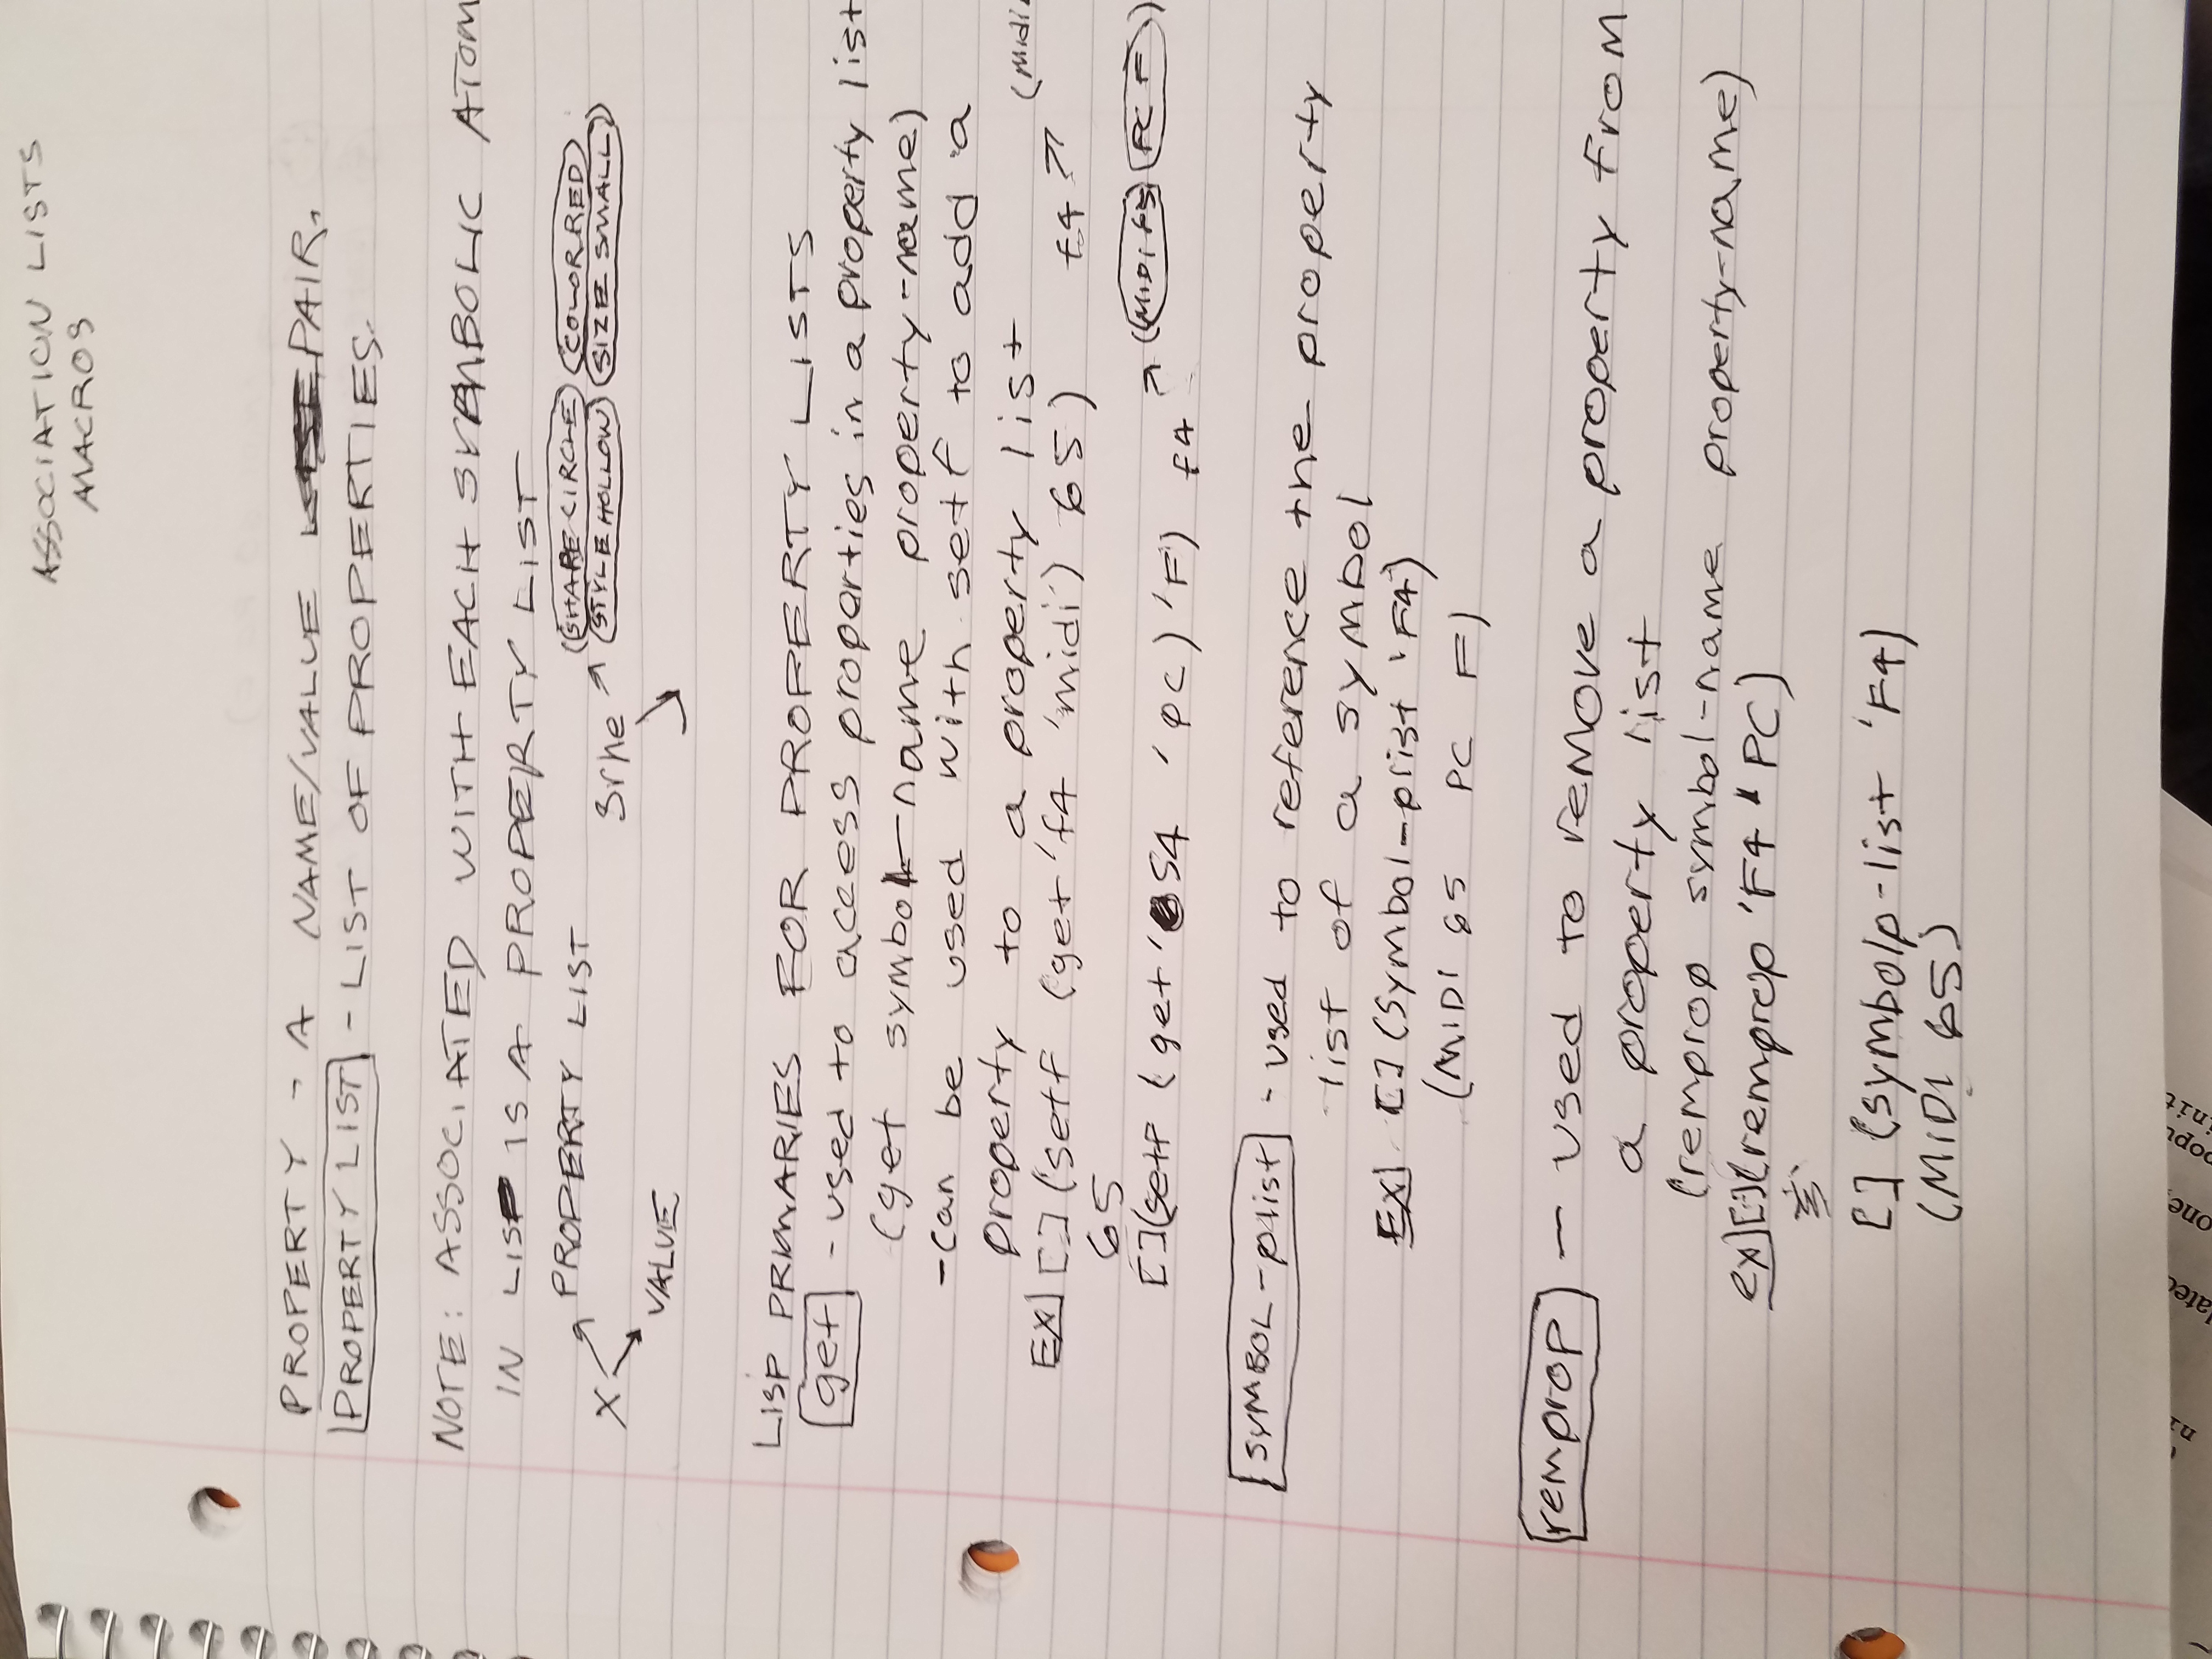 ASSOCIATION LISTS
MACROS
PROPERTY - A NAME/VALUE PAIR.
PROPERTY LIST - LIST OF PROPERTIES.
NOTE: ASSOCIATED WITH EACH SYMBOLIC ATOM
IN LISP IS A PROPERTY LIST
X PROPERTY LIST
VALUE
Srhe (SHAPE CIRCLE COLOR RED
STYLE HOLLOW SIZE SMALL)
LISP PRIMARIES FOR PROPERTY LISTS
get - used to access properties in a property list
(get symbol-name property-name)
-can be used with setf to add a
property to a property list
(midi
EX] [] (setf (get 'f4 'midi) 65) f4
65
[] (setf (get 'S4 'PC) 'F) f4 (MIDI 65 PC F)
SYMBOL-plist - used to reference the property
list of a symbol
EX] [] (symbol-plist 'F4)
(MIDI 65 PC F)
remprop - used to remove a property from
a property list
(remprop symbol-name property-name)
ex] [] (remprop 'F4 ' PC)
[] (symbolp-list 'F4)
(MIDI 65)
nu
lated
one,
popu
init